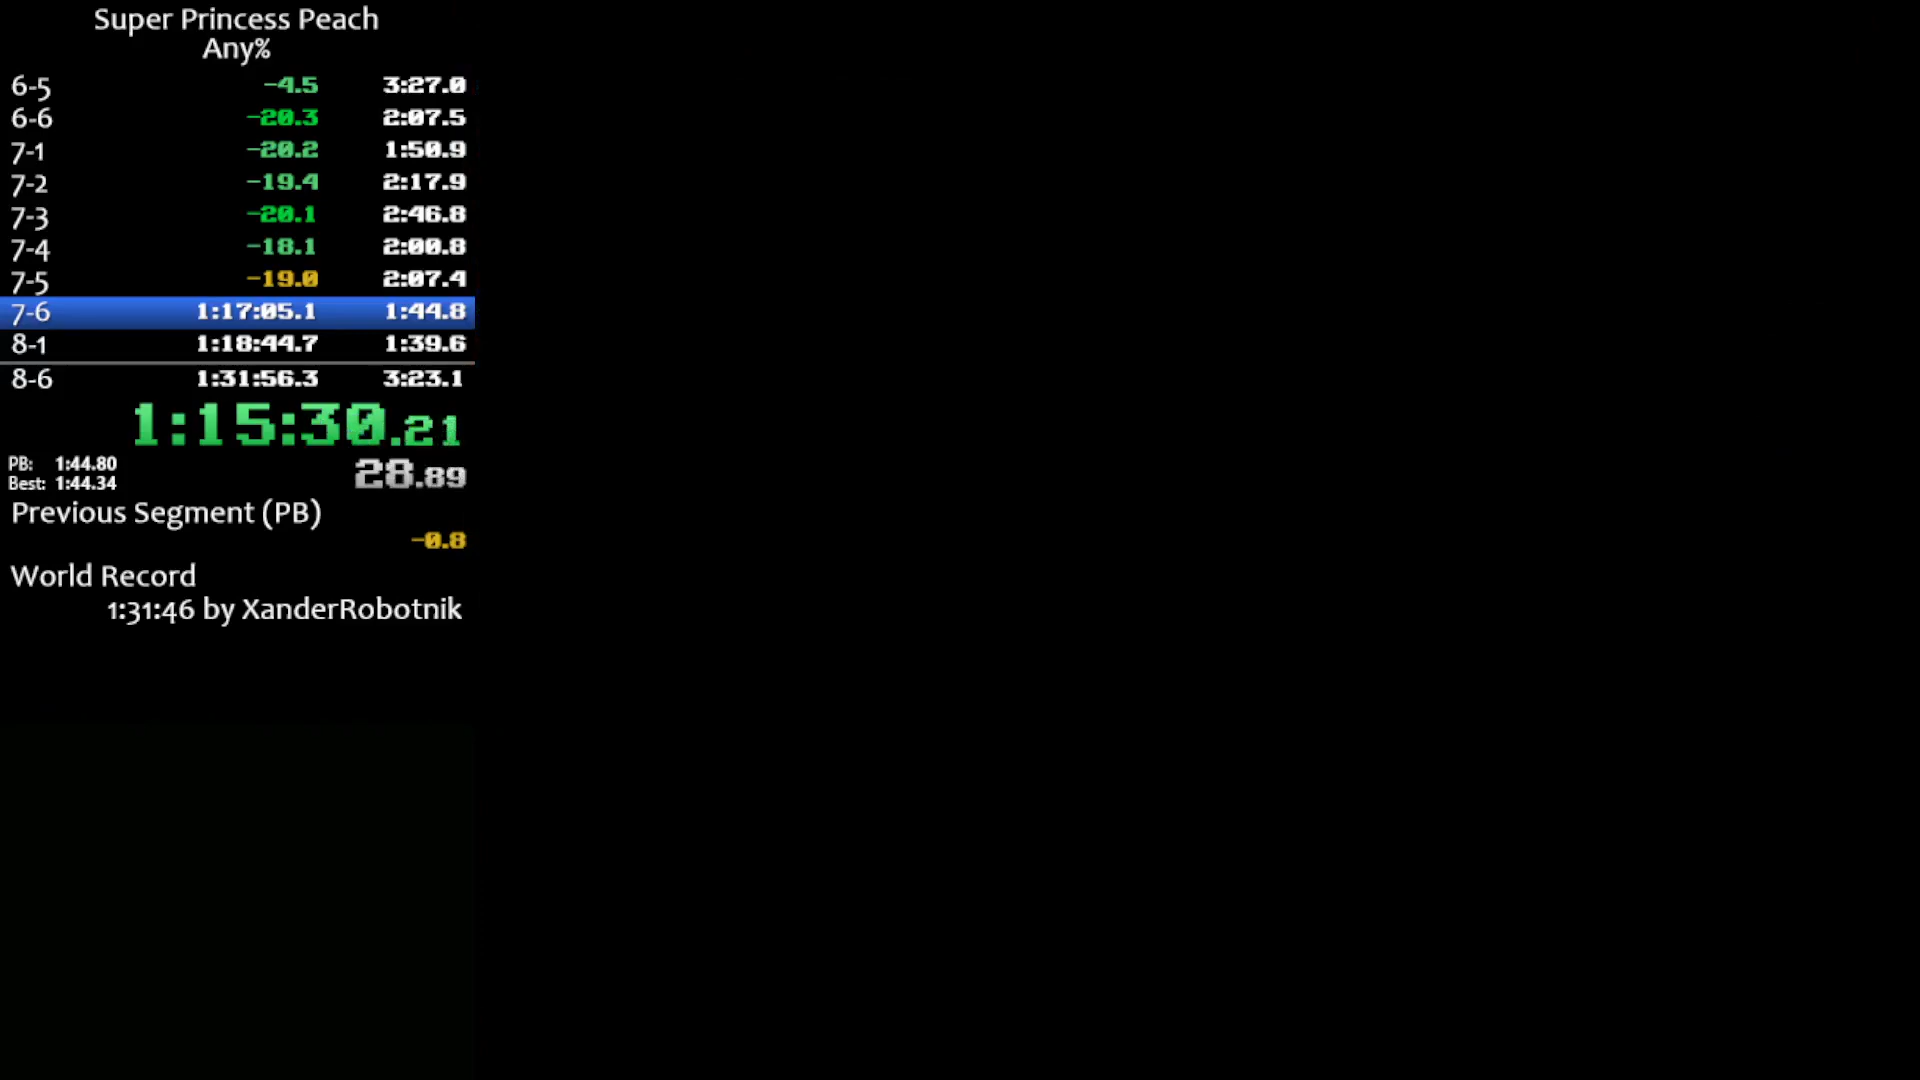 Super Princess Peach
Any%
6-5 -4.5 3:27.0
6-6 -20.3 2:07.5
7-1 -20.2 1:50.9
7-2 -19.4 2:17.9
7-3 -20.1 2:46.8
7-4 -18.1 2:00.8
7-5 -19.0 2:07.4
7-6 1:17:05.1 1:44.8
8-1 1:18:44.7 1:39.6
8-6 1:31:56.3 3:23.1
1:15:30.21
PB: 1:44.80
Best: 1:44.34
28.89
Previous Segment (PB)
-0.8
World Record
1:31:46 by XanderRobotnik